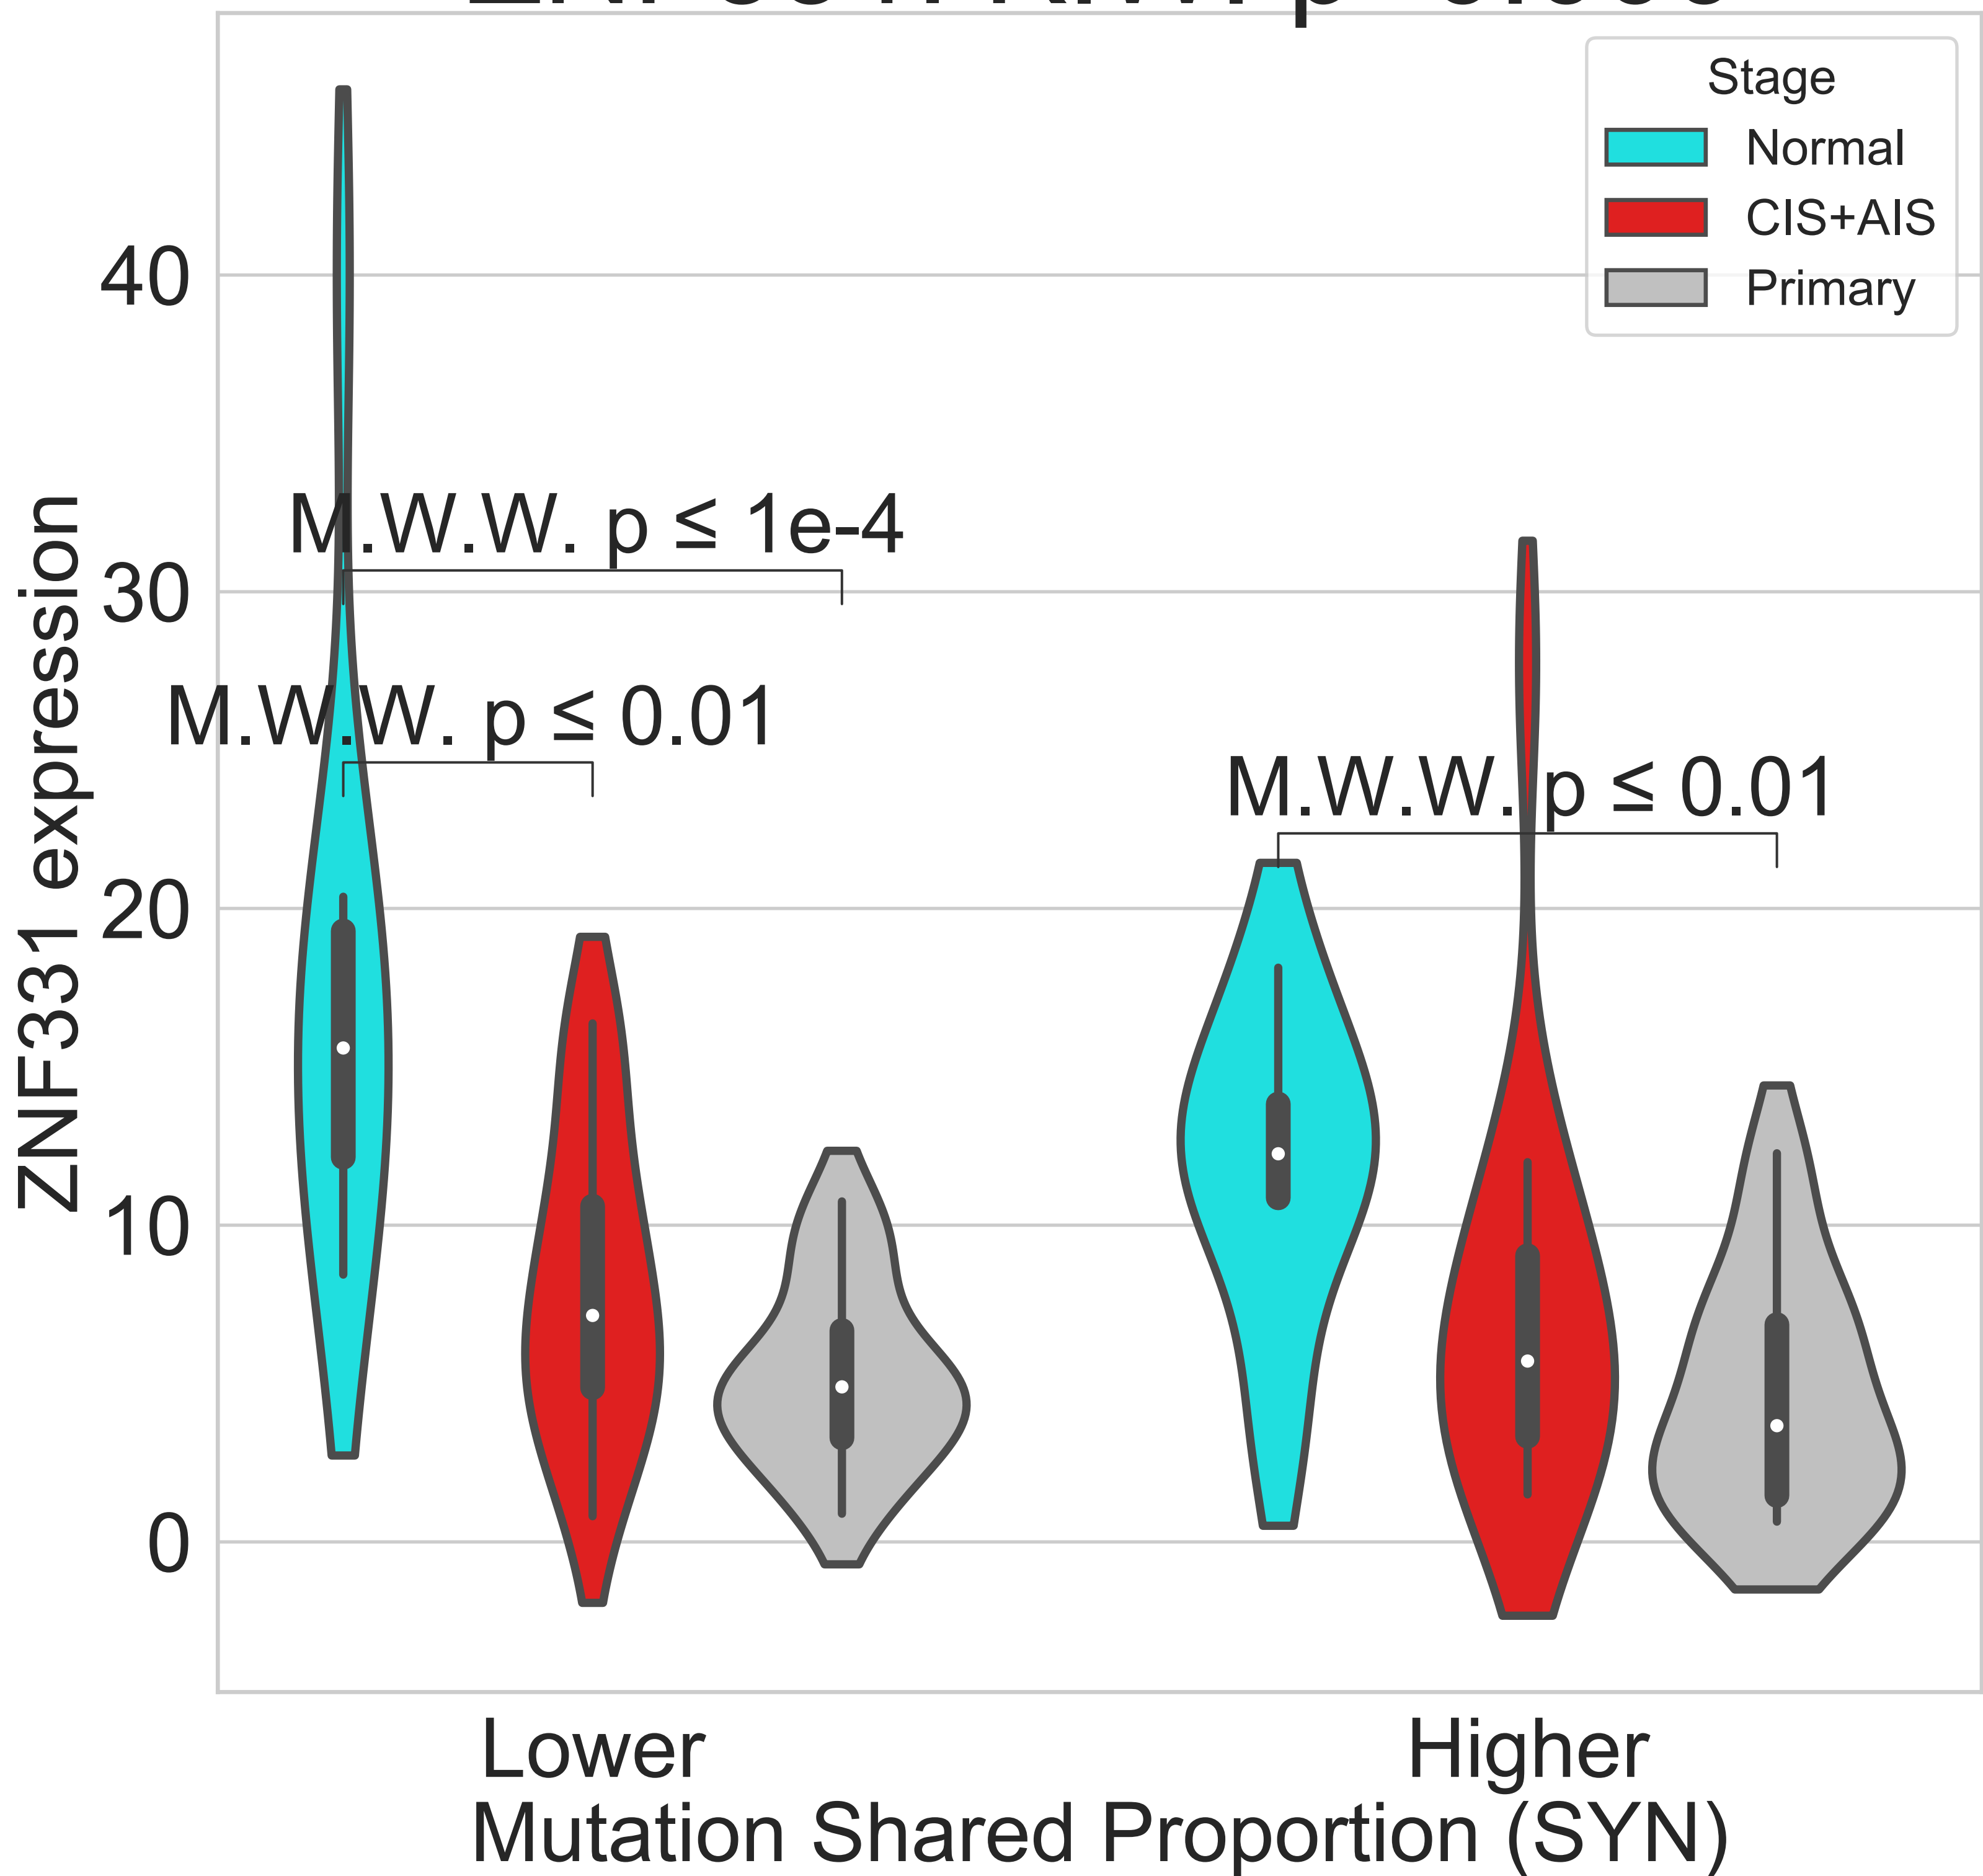 Stage
Normal
CIS+AIS
Primary
40
30
20
10
0
ZNF331 expression
M.W.W. p ≤ 1e-4
M.W.W. p ≤ 0.01
M.W.W. p ≤ 0.01
Lower
Higher
Mutation Shared Proportion (SYN)